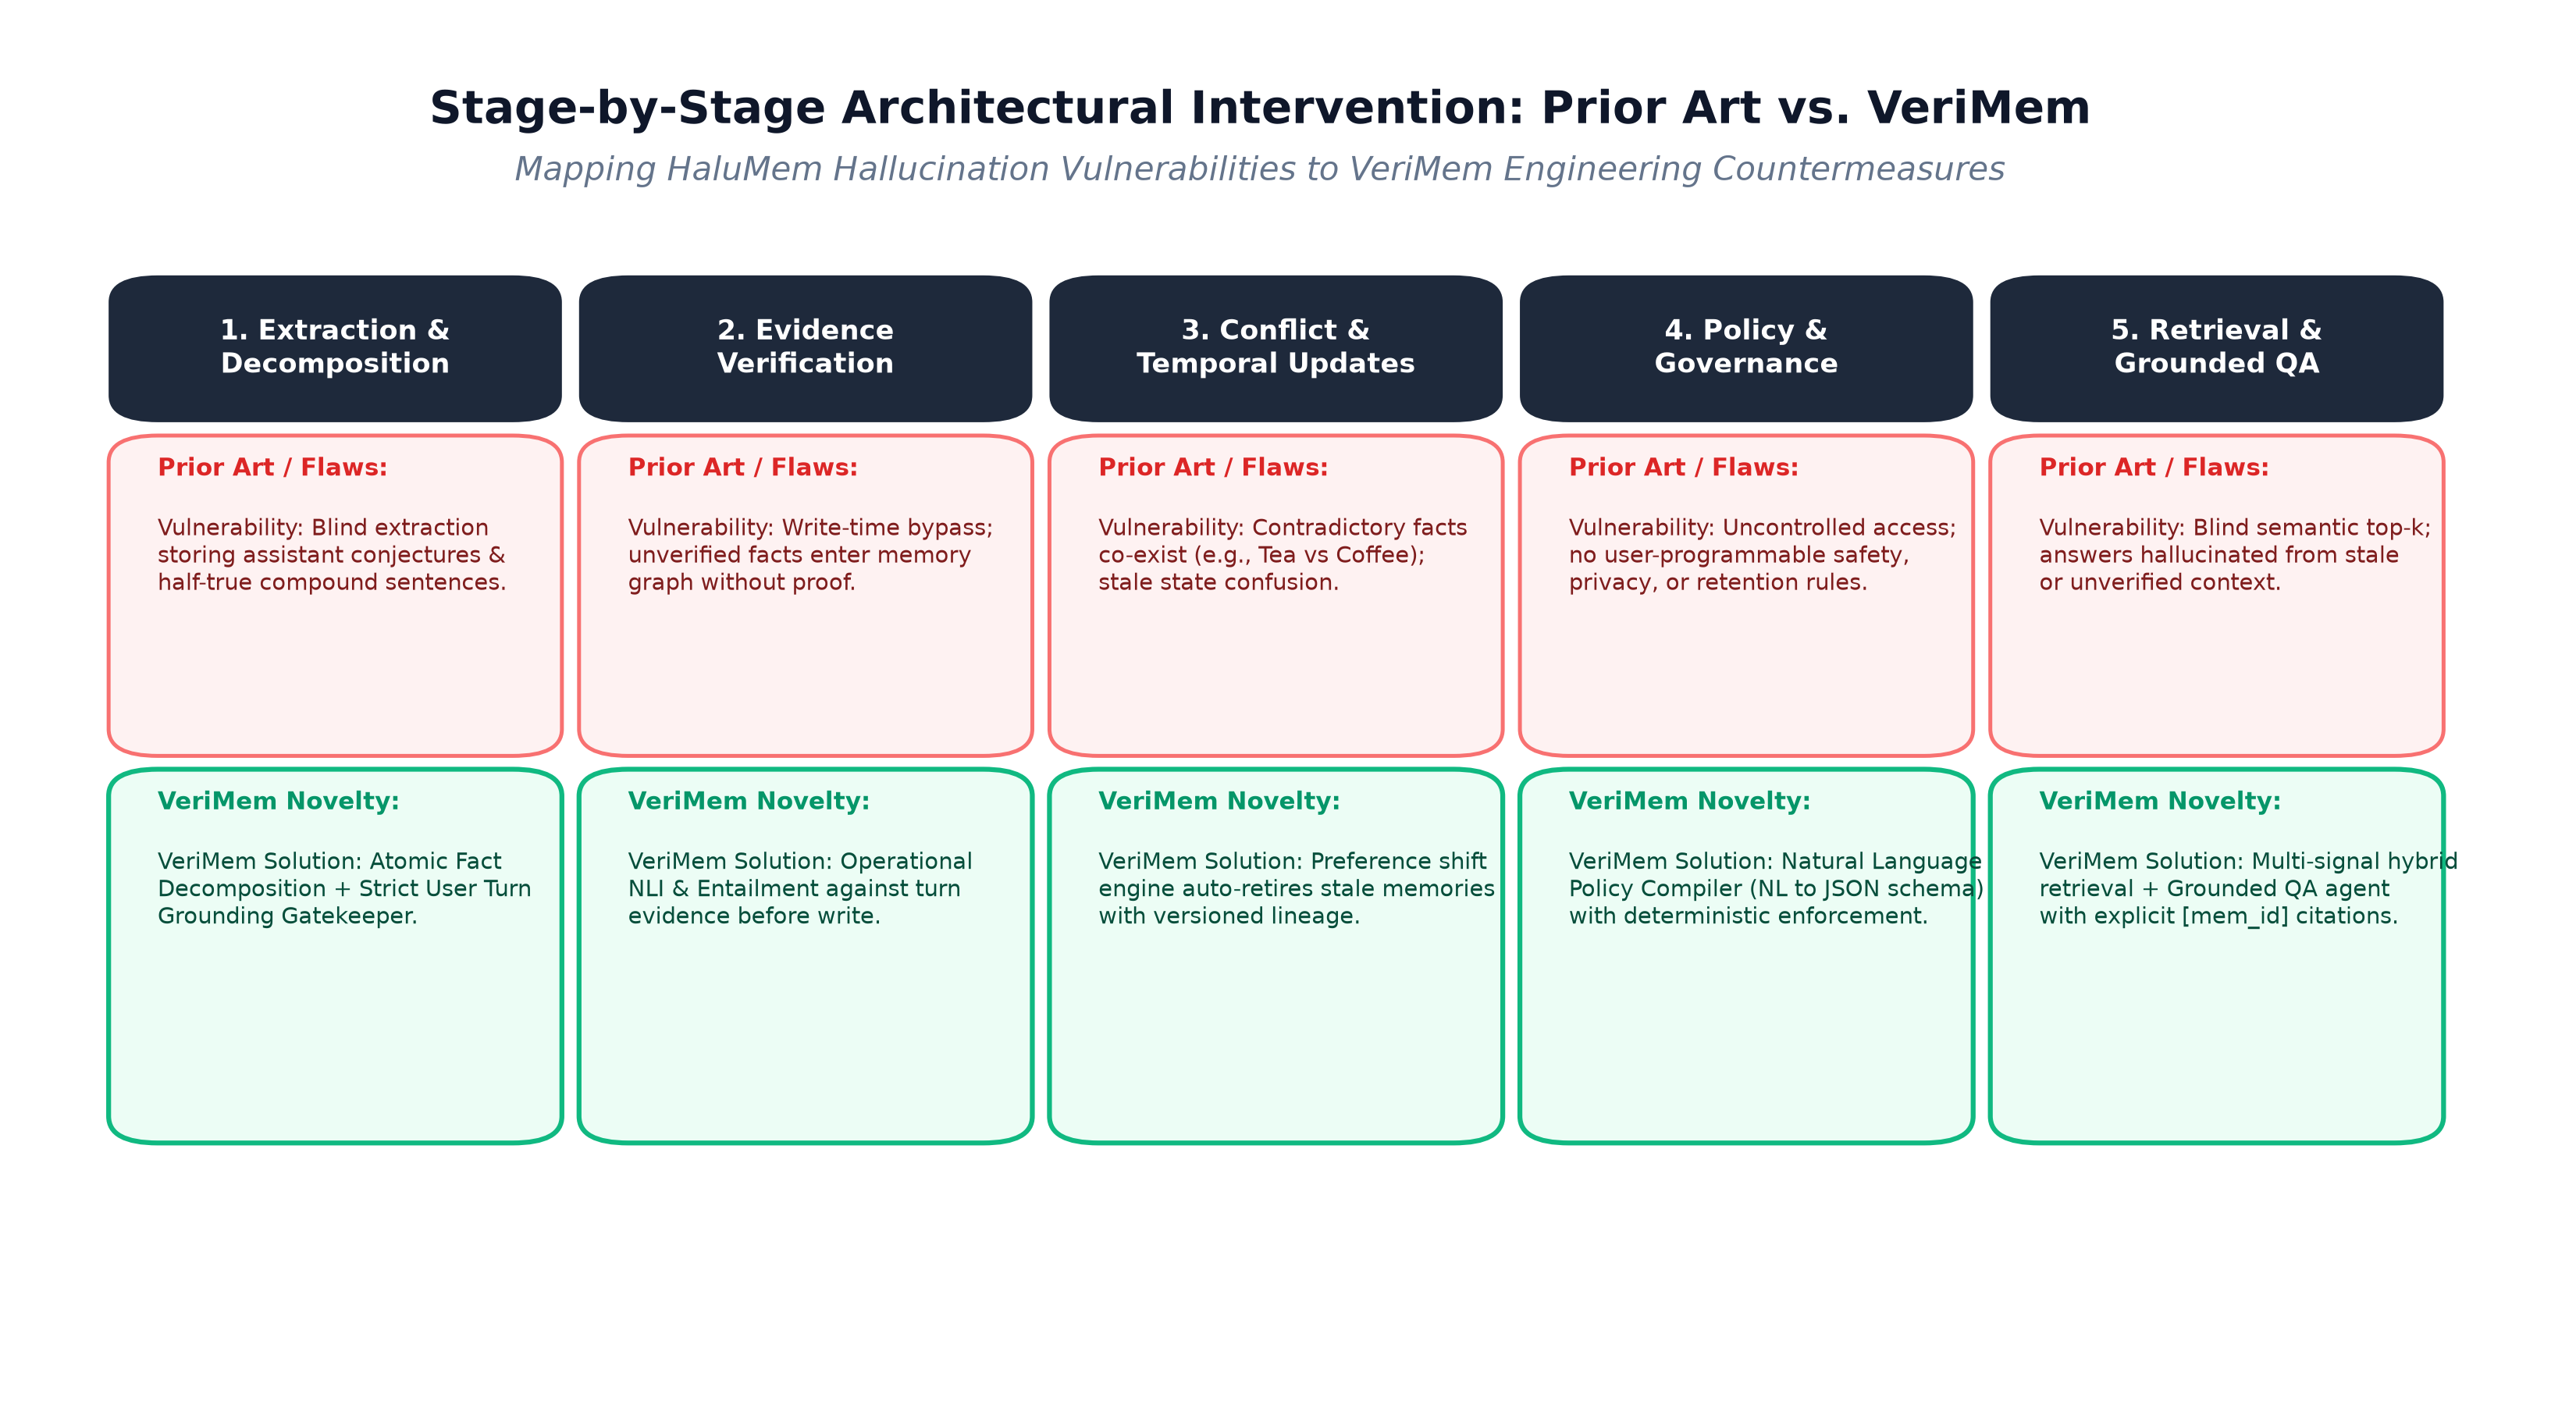 Stage-by-Stage Architectural Intervention: Prior Art vs. VeriMem
Mapping HaluMem Hallucination Vulnerabilities to VeriMem Engineering Countermeasures
1. Extraction &
Decomposition
2. Evidence
Verification
3. Conflict &
Temporal Updates
4. Policy &
Governance
5. Retrieval &
Grounded QA
Prior Art / Flaws:
Vulnerability: Blind extraction
storing assistant conjectures &
half-true compound sentences.
Prior Art / Flaws:
Vulnerability: Write-time bypass;
unverified facts enter memory
graph without proof.
Prior Art / Flaws:
Vulnerability: Contradictory facts
co-exist (e.g., Tea vs Coffee);
stale state confusion.
Prior Art / Flaws:
Vulnerability: Uncontrolled access;
no user-programmable safety,
privacy, or retention rules.
Prior Art / Flaws:
Vulnerability: Blind semantic top-k;
answers hallucinated from stale
or unverified context.
VeriMem Novelty:
VeriMem Solution: Atomic Fact
Decomposition + Strict User Turn
Grounding Gatekeeper.
VeriMem Novelty:
VeriMem Solution: Operational
NLI & Entailment against turn
evidence before write.
VeriMem Novelty:
VeriMem Solution: Preference shift
engine auto-retires stale memories
with versioned lineage.
VeriMem Novelty:
VeriMem Solution: Natural Language
Policy Compiler (NL to JSON schema)
with deterministic enforcement.
VeriMem Novelty:
VeriMem Solution: Multi-signal hybrid
retrieval + Grounded QA agent
with explicit [mem_id] citations.